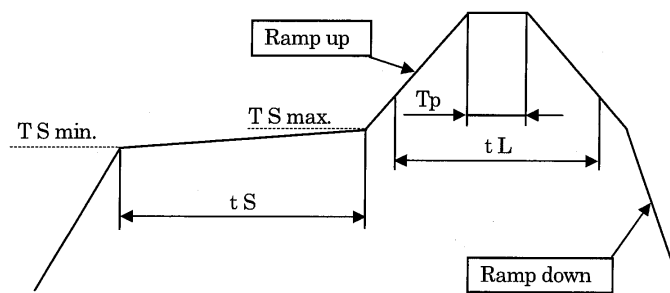 Ramp up
Tp
T S max.
T S min.
t L
t S
Ramp down